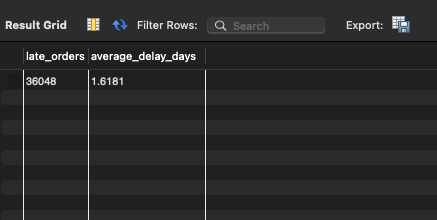 Result Grid Filter Rows: Search Export:
late_orders average_delay_days
36048 1.6181